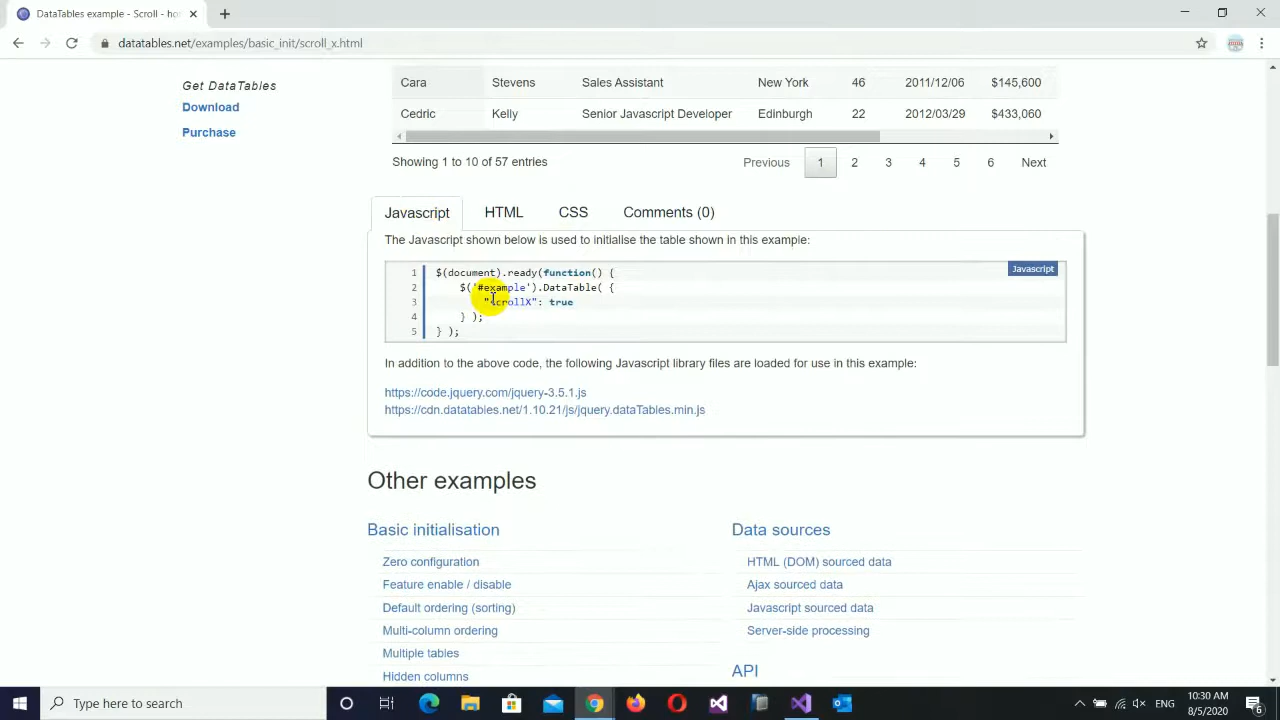 DataTables example - Scroll - ho
datatables.net/examples/basic_init/scroll_x.html
Get DataTables
Download
Purchase
Cara Stevens Sales Assistant New York 46 2011/12/06 $145,600
Cedric Kelly Senior Javascript Developer Edinburgh 22 2012/03/29 $433,060
Showing 1 to 10 of 57 entries
Previous 1 2 3 4 5 6 Next
Javascript HTML CSS Comments (0)
The Javascript shown below is used to initialise the table shown in this example:
Javascript
1 $(document).ready(function() {
2 $('#example').DataTable( {
3 "scrollX": true
4 } );
5 } );
In addition to the above code, the following Javascript library files are loaded for use in this example:
https://code.jquery.com/jquery-3.5.1.js
https://cdn.datatables.net/1.10.21/js/jquery.dataTables.min.js
Other examples
Basic initialisation
Zero configuration
Feature enable / disable
Default ordering (sorting)
Multi-column ordering
Multiple tables
Hidden columns
Data sources
HTML (DOM) sourced data
Ajax sourced data
Javascript sourced data
Server-side processing
API
Type here to search
ENG
10:30 AM
8/5/2020
6